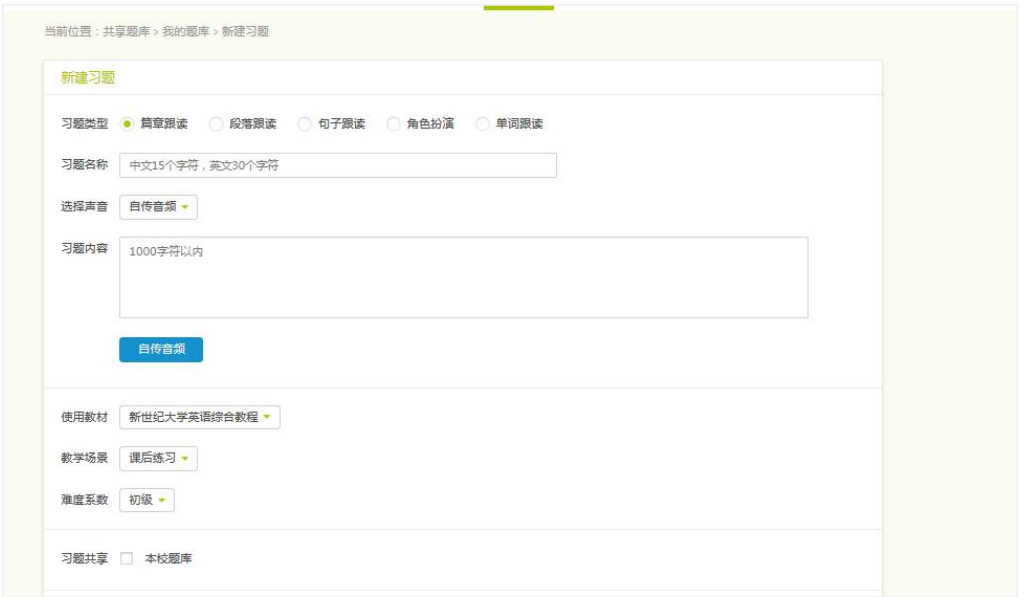 当前位置：共享题库 > 我的题库 > 新建习题
新建习题
习题类型 篇章跟读 段落跟读 句子跟读 角色扮演 单词跟读
习题名称 中文15个字符，英文30个字符
选择声音 自传音频
习题内容 1000字符以内
自传音频
使用教材 新世纪大学英语综合教程
教学场景 课后练习
难度系数 初级
习题共享 本校题库